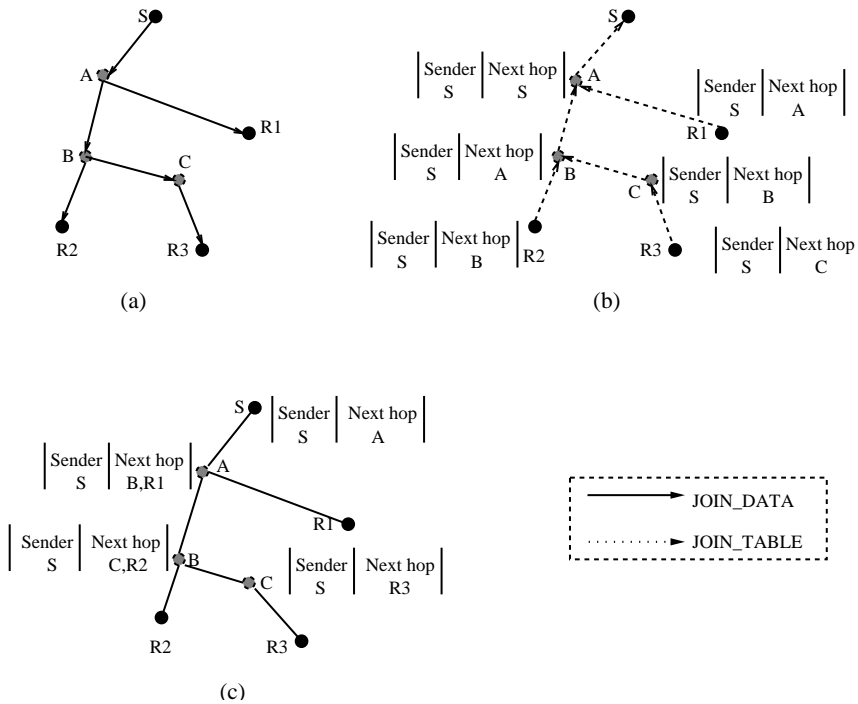 S
A
R1
B
C
R2
R3
(a)
S
Sender Next hop
S S
A
Sender Next hop
S A
R1
Sender Next hop
S A
B
C
Sender Next hop
S B
Sender Next hop
S B
R2
R3
Sender Next hop
S C
(b)
S
Sender Next hop
S A
Sender Next hop
S B,R1
A
R1
Sender Next hop
S C,R2
B
C
Sender Next hop
S R3
R2
R3
(c)
JOIN_DATA
JOIN_TABLE